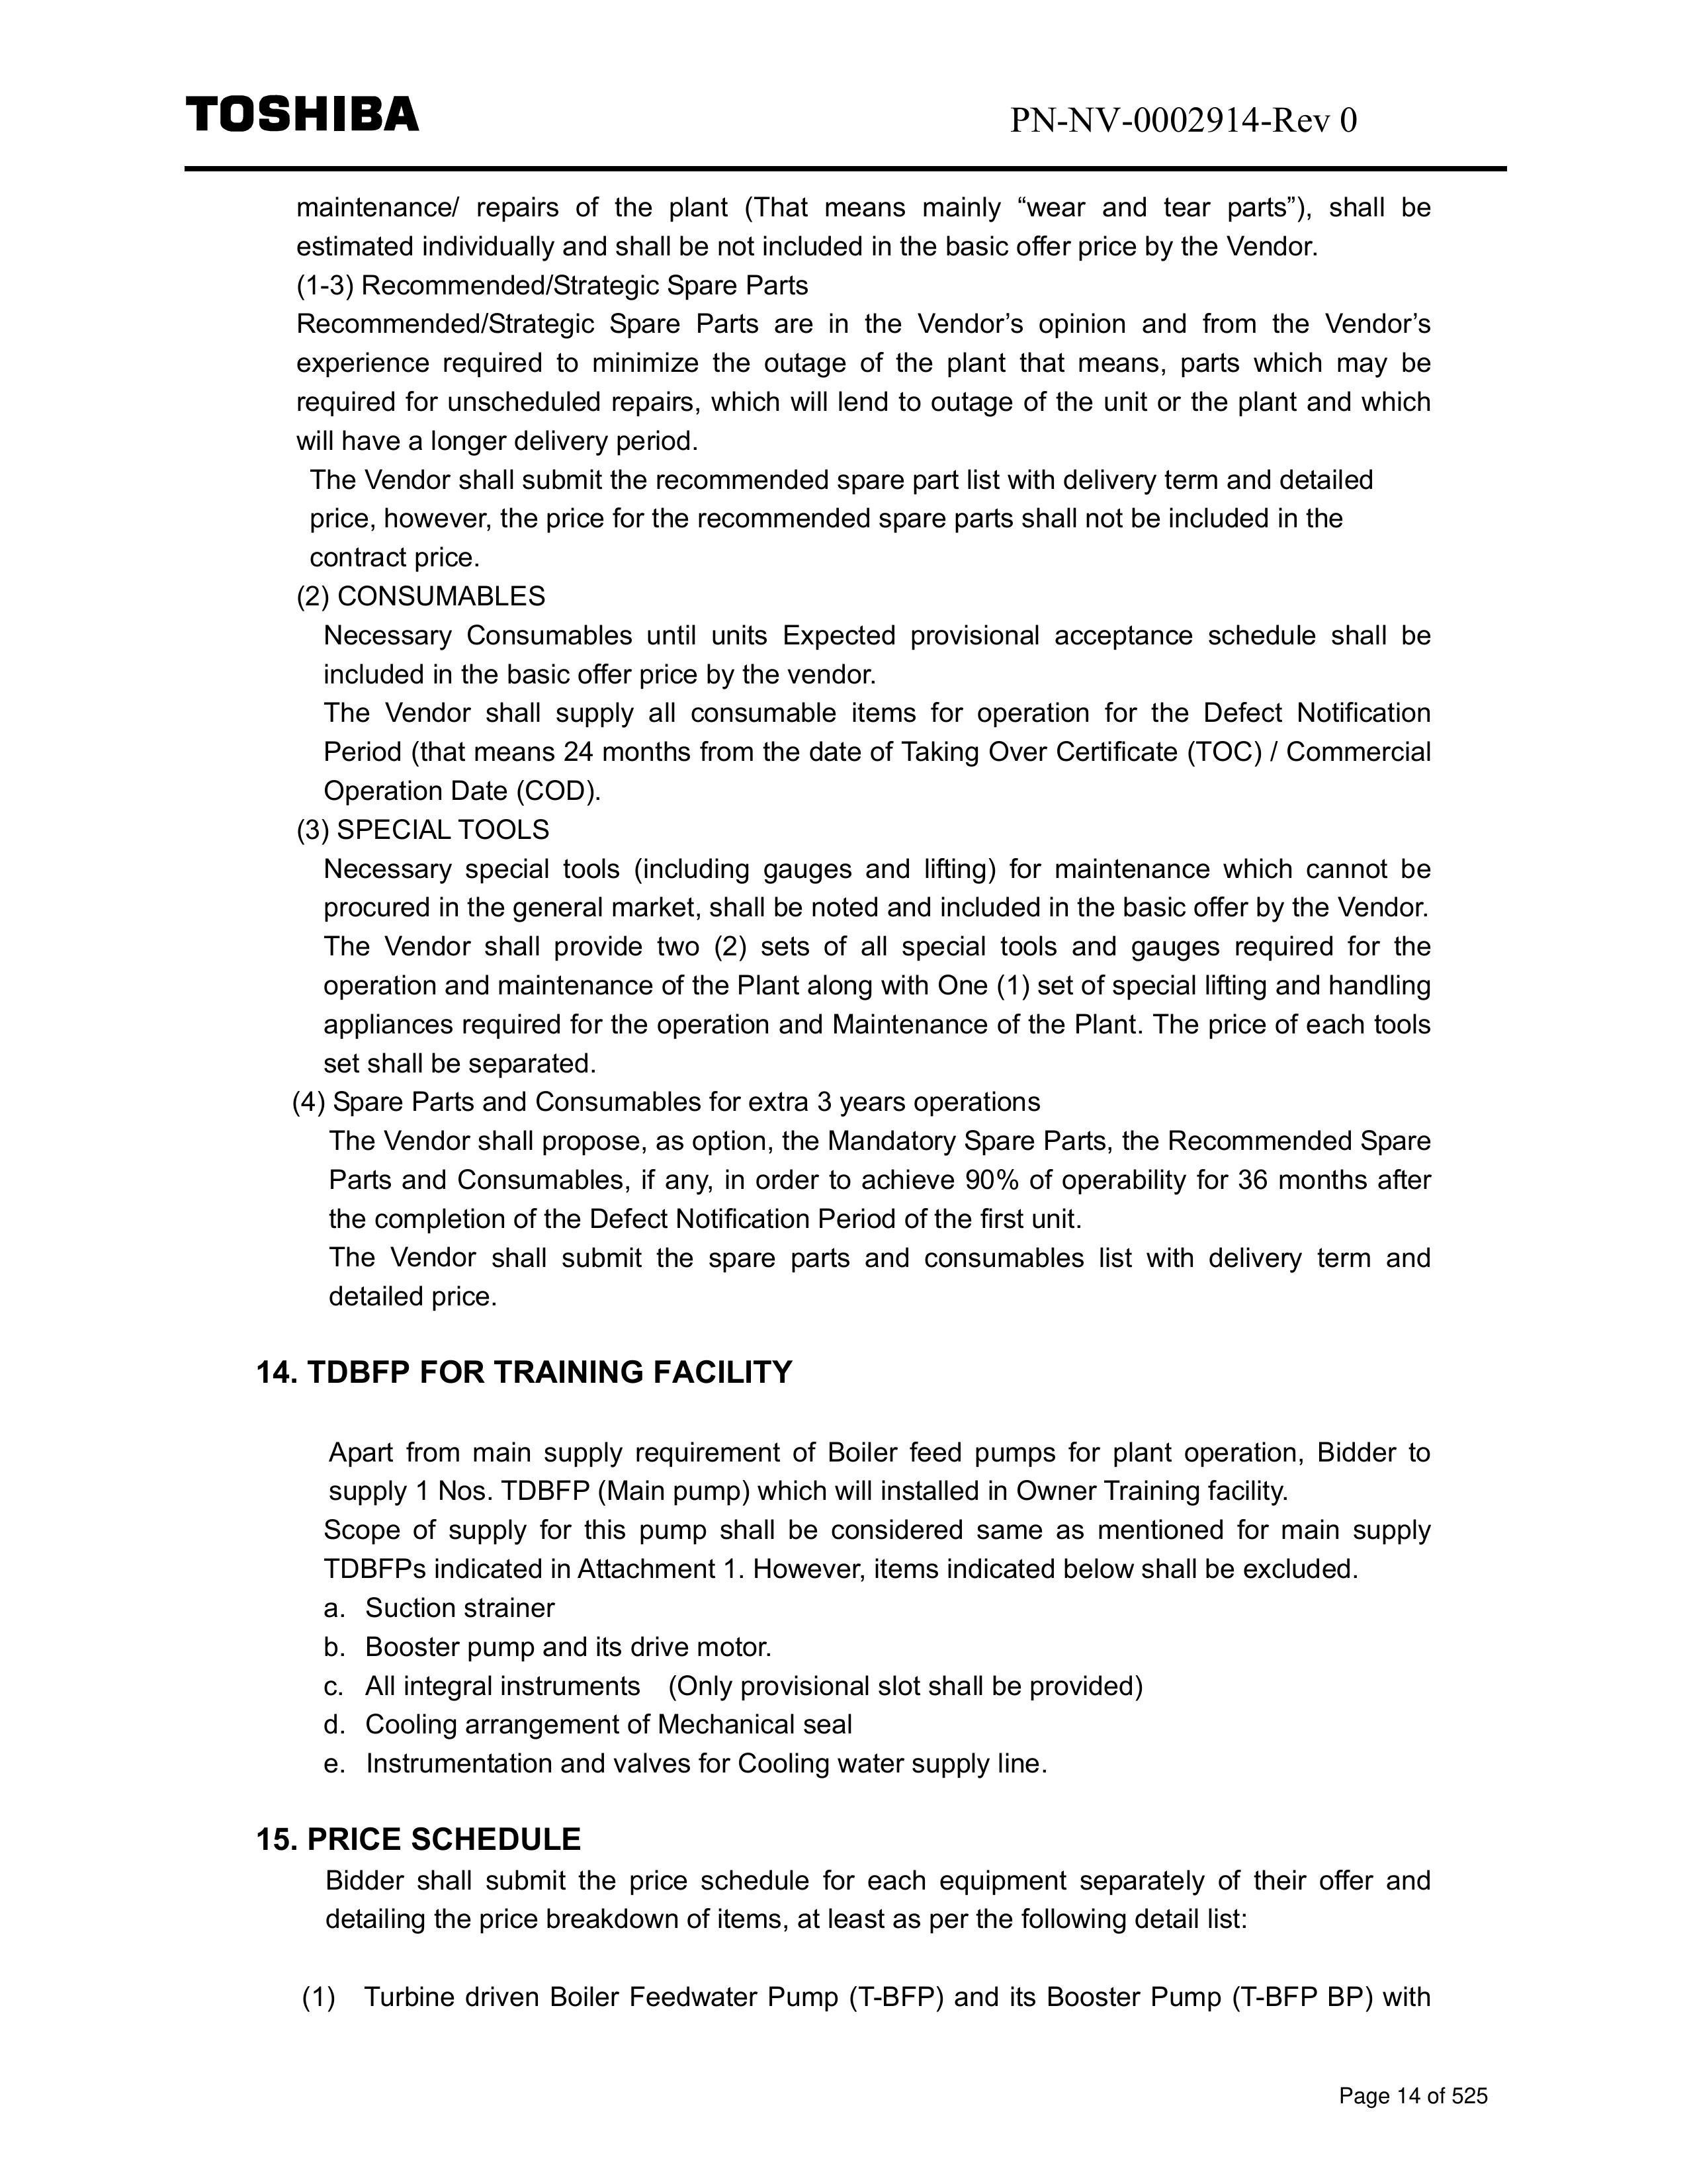 TOSHIBA
PN-NV-0002914-Rev 0
maintenance/ repairs of the plant (That means mainly “wear and tear parts”), shall be
estimated individually and shall be not included in the basic offer price by the Vendor.
(1-3) Recommended/Strategic Spare Parts
Recommended/Strategic Spare Parts are in the Vendor’s opinion and from the Vendor’s
experience required to minimize the outage of the plant that means, parts which may be
required for unscheduled repairs, which will lend to outage of the unit or the plant and which
will have a longer delivery period.
The Vendor shall submit the recommended spare part list with delivery term and detailed
price, however, the price for the recommended spare parts shall not be included in the
contract price.
(2) CONSUMABLES
Necessary Consumables until units Expected provisional acceptance schedule shall be
included in the basic offer price by the vendor.
The Vendor shall supply all consumable items for operation for the Defect Notification
Period (that means 24 months from the date of Taking Over Certificate (TOC) / Commercial
Operation Date (COD).
(3) SPECIAL TOOLS
Necessary special tools (including gauges and lifting) for maintenance which cannot be
procured in the general market, shall be noted and included in the basic offer by the Vendor.
The Vendor shall provide two (2) sets of all special tools and gauges required for the
operation and maintenance of the Plant along with One (1) set of special lifting and handling
appliances required for the operation and Maintenance of the Plant. The price of each tools
set shall be separated.
(4) Spare Parts and Consumables for extra 3 years operations
The Vendor shall propose, as option, the Mandatory Spare Parts, the Recommended Spare
Parts and Consumables, if any, in order to achieve 90% of operability for 36 months after
the completion of the Defect Notification Period of the first unit.
The Vendor shall submit the spare parts and consumables list with delivery term and
detailed price.
14. TDBFP FOR TRAINING FACILITY
Apart from main supply requirement of Boiler feed pumps for plant operation, Bidder to
supply 1 Nos. TDBFP (Main pump) which will installed in Owner Training facility.
Scope of supply for this pump shall be considered same as mentioned for main supply
TDBFPs indicated in Attachment 1. However, items indicated below shall be excluded.
a. Suction strainer
b. Booster pump and its drive motor.
c. All integral instruments (Only provisional slot shall be provided)
d. Cooling arrangement of Mechanical seal
e. Instrumentation and valves for Cooling water supply line.
15. PRICE SCHEDULE
Bidder shall submit the price schedule for each equipment separately of their offer and
detailing the price breakdown of items, at least as per the following detail list:
(1) Turbine driven Boiler Feedwater Pump (T-BFP) and its Booster Pump (T-BFP BP) with
Page 14 of 525